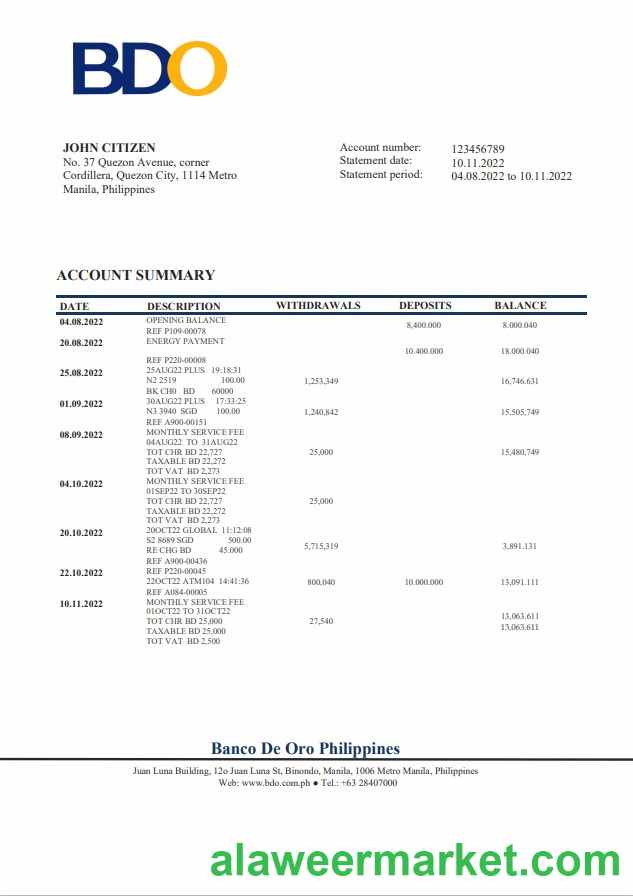 BDO
JOHN CITIZEN
No. 37 Quezon Avenue, corner
Cordillera, Quezon City, 1114 Metro
Manila, Philippines
Account number: 123456789
Statement date: 10.11.2022
Statement period: 04.08.2022 to 10.11.2022
ACCOUNT SUMMARY
DATE DESCRIPTION WITHDRAWALS DEPOSITS BALANCE
04.08.2022 OPENING BALANCE 8,400.000 8.000.040
REF P109-00078
20.08.2022 ENERGY PAYMENT
10.400.000 18.000.040
REF P220-00008
25.08.2022 25AUG22 PLUS 19:18:31
N2 2519 100.00 1,253,349 16,746.631
BK CH0 BD 60000
01.09.2022 30AUG22 PLUS 17:33:25
N3 3940 SGD 100.00 1,240,842 15,505,749
REF A900-00151
08.09.2022 MONTHLY SERVICE FEE
04AUG22 TO 31AUG22
TOT CHR BD 22,727 25,000 15,480,749
TAXABLE BD 22,272
TOT VAT BD 2,273
04.10.2022 MONTHLY SERVICE FEE
01SEP22 TO 30SEP22
TOT CHR BD 22,727 25,000
TAXABLE BD 22,272
TOT VAT BD 2,273
20.10.2022 20OCT22 GLOBAL 11:12:08
S2 8689 SGD 500.00
RE CHG BD 45.000 5,715,319 3,891.131
REF A900-00436
22.10.2022 REF P220-00045
22OCT22 ATM104 14:41:36 800,040 10.000.000 13,091.111
REF A084-00005
10.11.2022 MONTHLY SERVICE FEE
01OCT22 TO 31OCT22
13,063.611
TOT CHR BD 25,000 27,540
TAXABLE BD 25,000 13,063.611
TOT VAT BD 2,500
Banco De Oro Philippines
Juan Luna Building, 12o Juan Luna St, Binondo, Manila, 1006 Metro Manila, Philippines
Web: www.bdo.com.ph ● Tel.: +63 28407000
alaweermarket.com